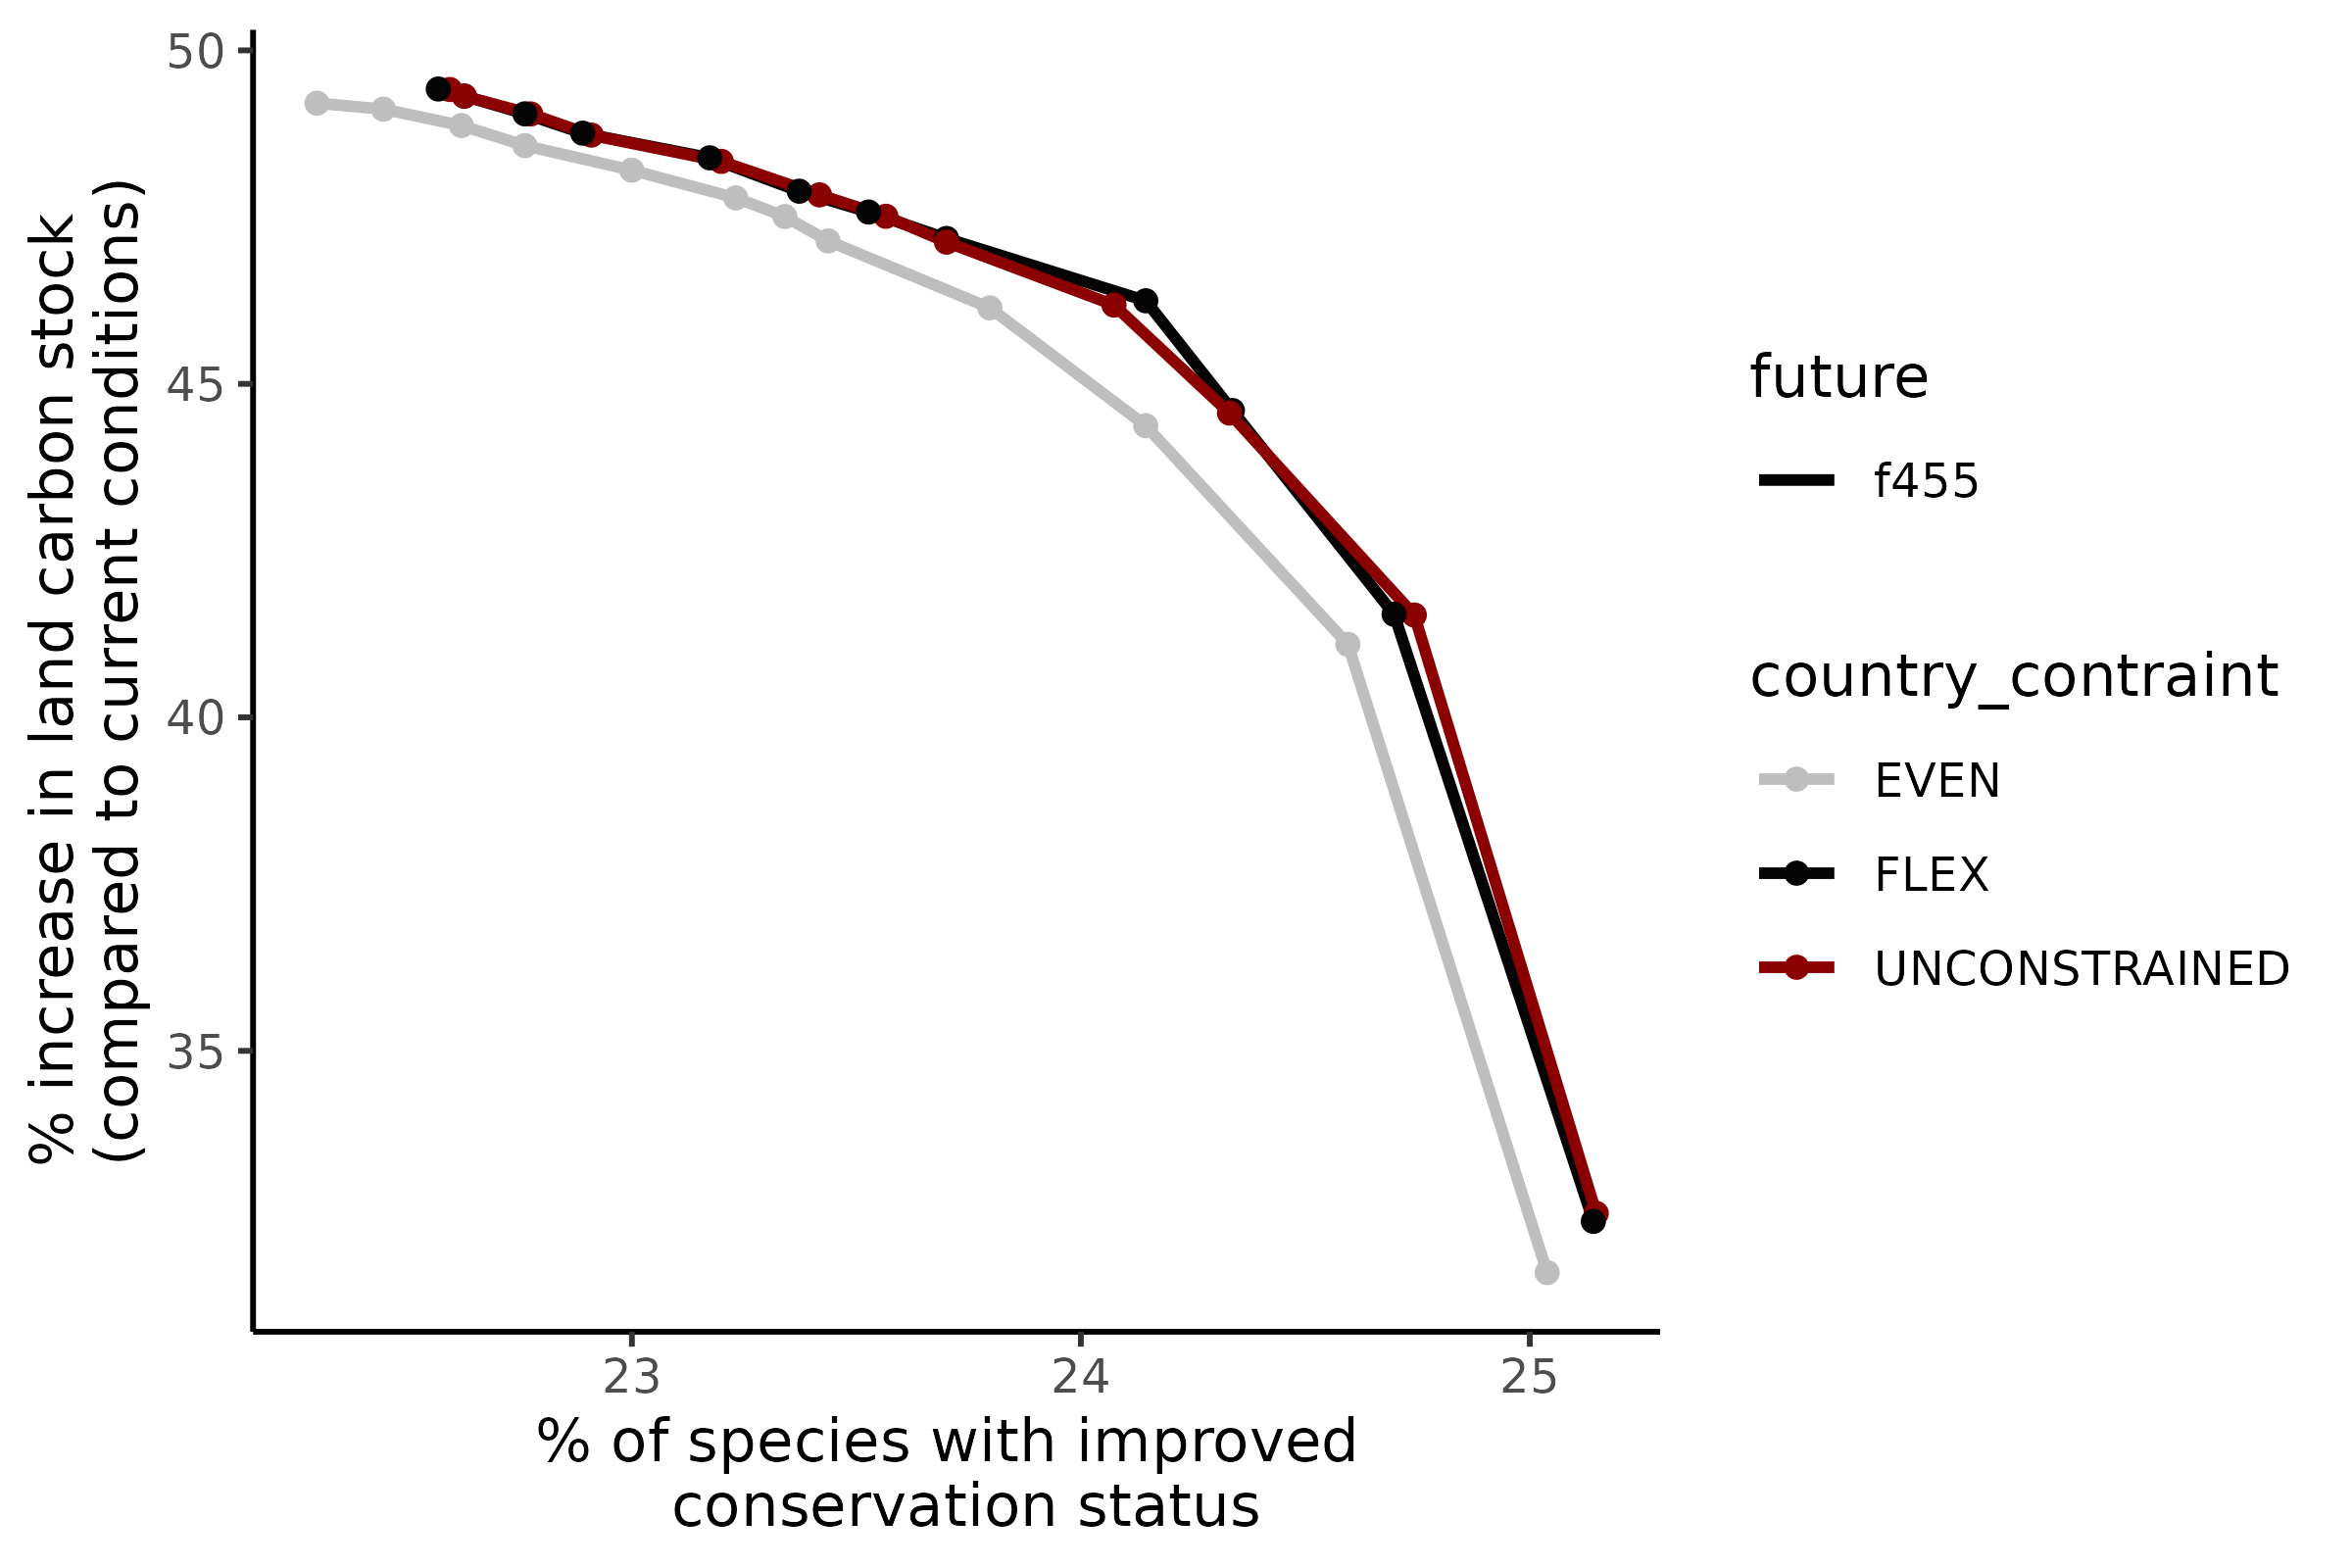 % increase in land carbon stock
(compared to current conditions)
50
45
40
35
23
24
25
% of species with improved
conservation status
future
f455
country_contraint
EVEN
FLEX
UNCONSTRAINED